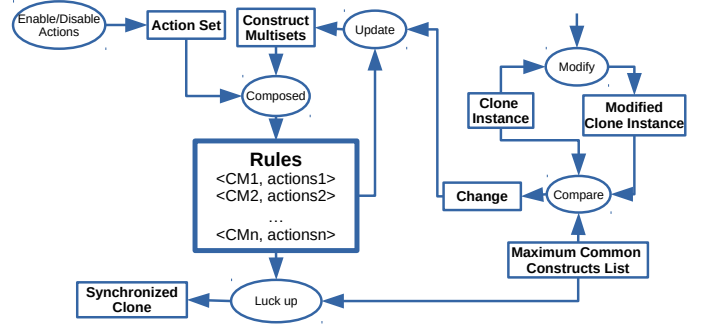 Enable/Disable
Actions
Action Set
Construct
Multisets
Update
Composed
Modify
Clone
Instance
Modified
Clone Instance
Rules
<CM1, actions1>
<CM2, actions2>
...
<CMn, actionsn>
Change
Compare
Maximum Common
Constructs List
Synchronized
Clone
Luck up